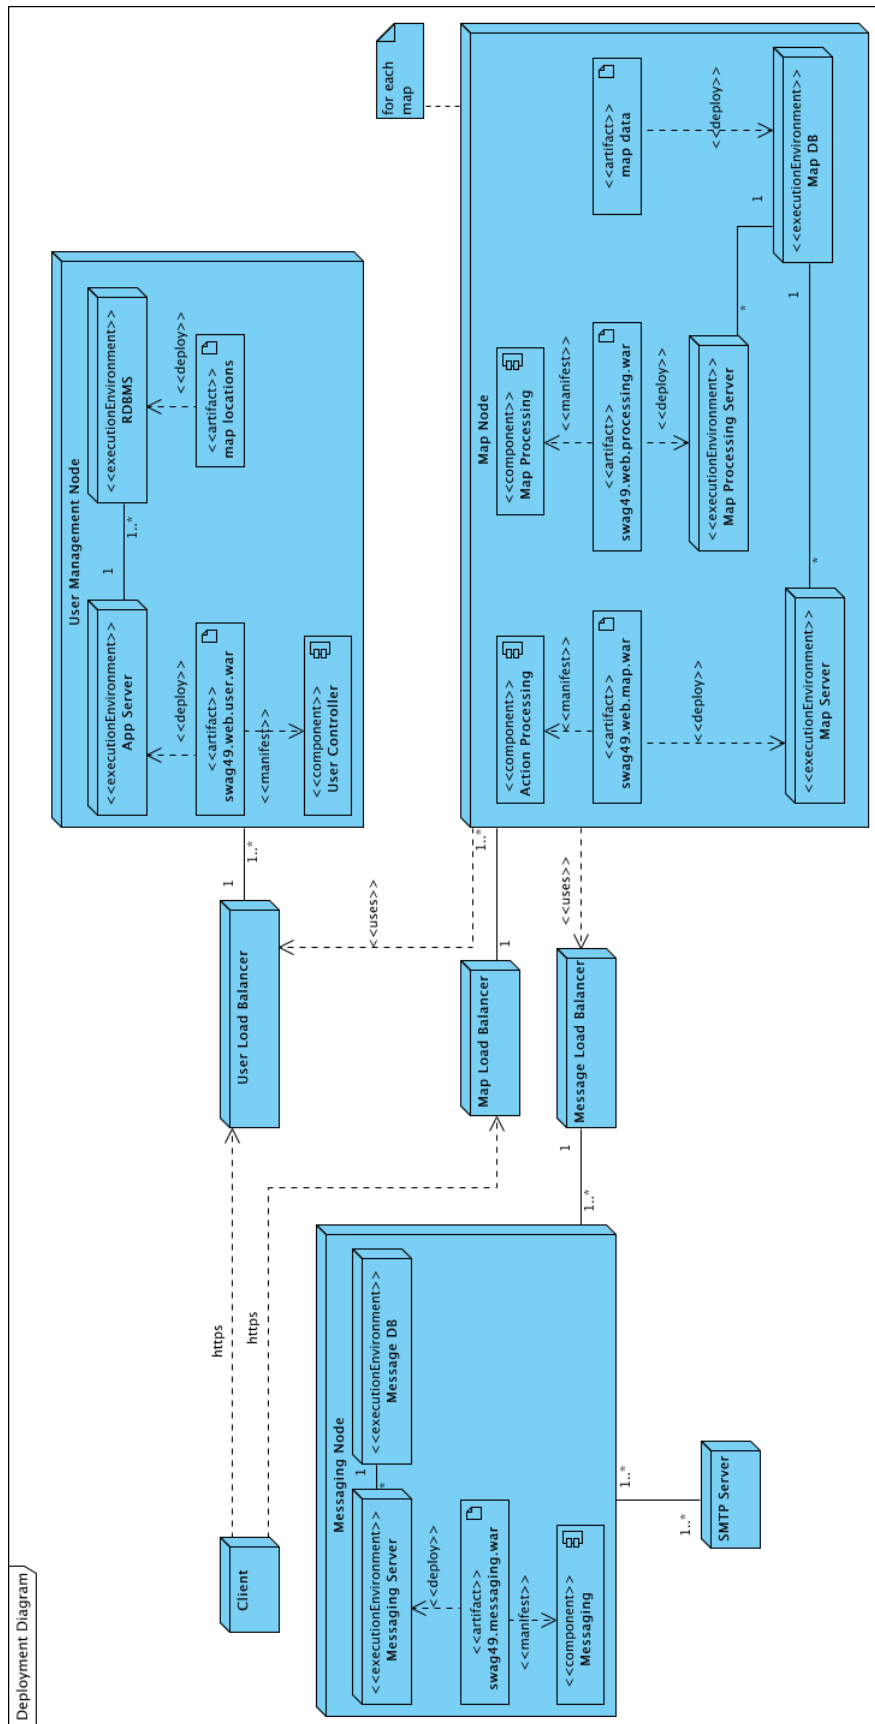 Deployment Diagram
Client
https
https
User Load Balancer
1
1..*
User Management Node
<<executionEnvironment>>
App Server
1
1..*
<<executionEnvironment>>
RDBMS
<<deploy>>
<<artifact>>
swag49.web.user.war
<<manifest>>
<<component>>
User Controller
<<deploy>>
<<artifact>>
map locations
for each
map
<<uses>>
Map Load Balancer
1
1..*
<<uses>>
Message Load Balancer
1
1..*
Messaging Node
<<executionEnvironment>>
Messaging Server
*
1
<<executionEnvironment>>
Message DB
<<deploy>>
<<artifact>>
swag49.messaging.war
<<manifest>>
<<component>>
Messaging
1..*
1..*
SMTP Server
Map Node
<<component>>
Action Processing
<<manifest>>
<<artifact>>
swag49.web.map.war
<<deploy>>
<<executionEnvironment>>
Map Server
*
1
<<component>>
Map Processing
<<manifest>>
<<artifact>>
swag49.web.processing.war
<<deploy>>
<<executionEnvironment>>
Map Processing Server
*
1
<<artifact>>
map data
<<deploy>>
<<executionEnvironment>>
Map DB